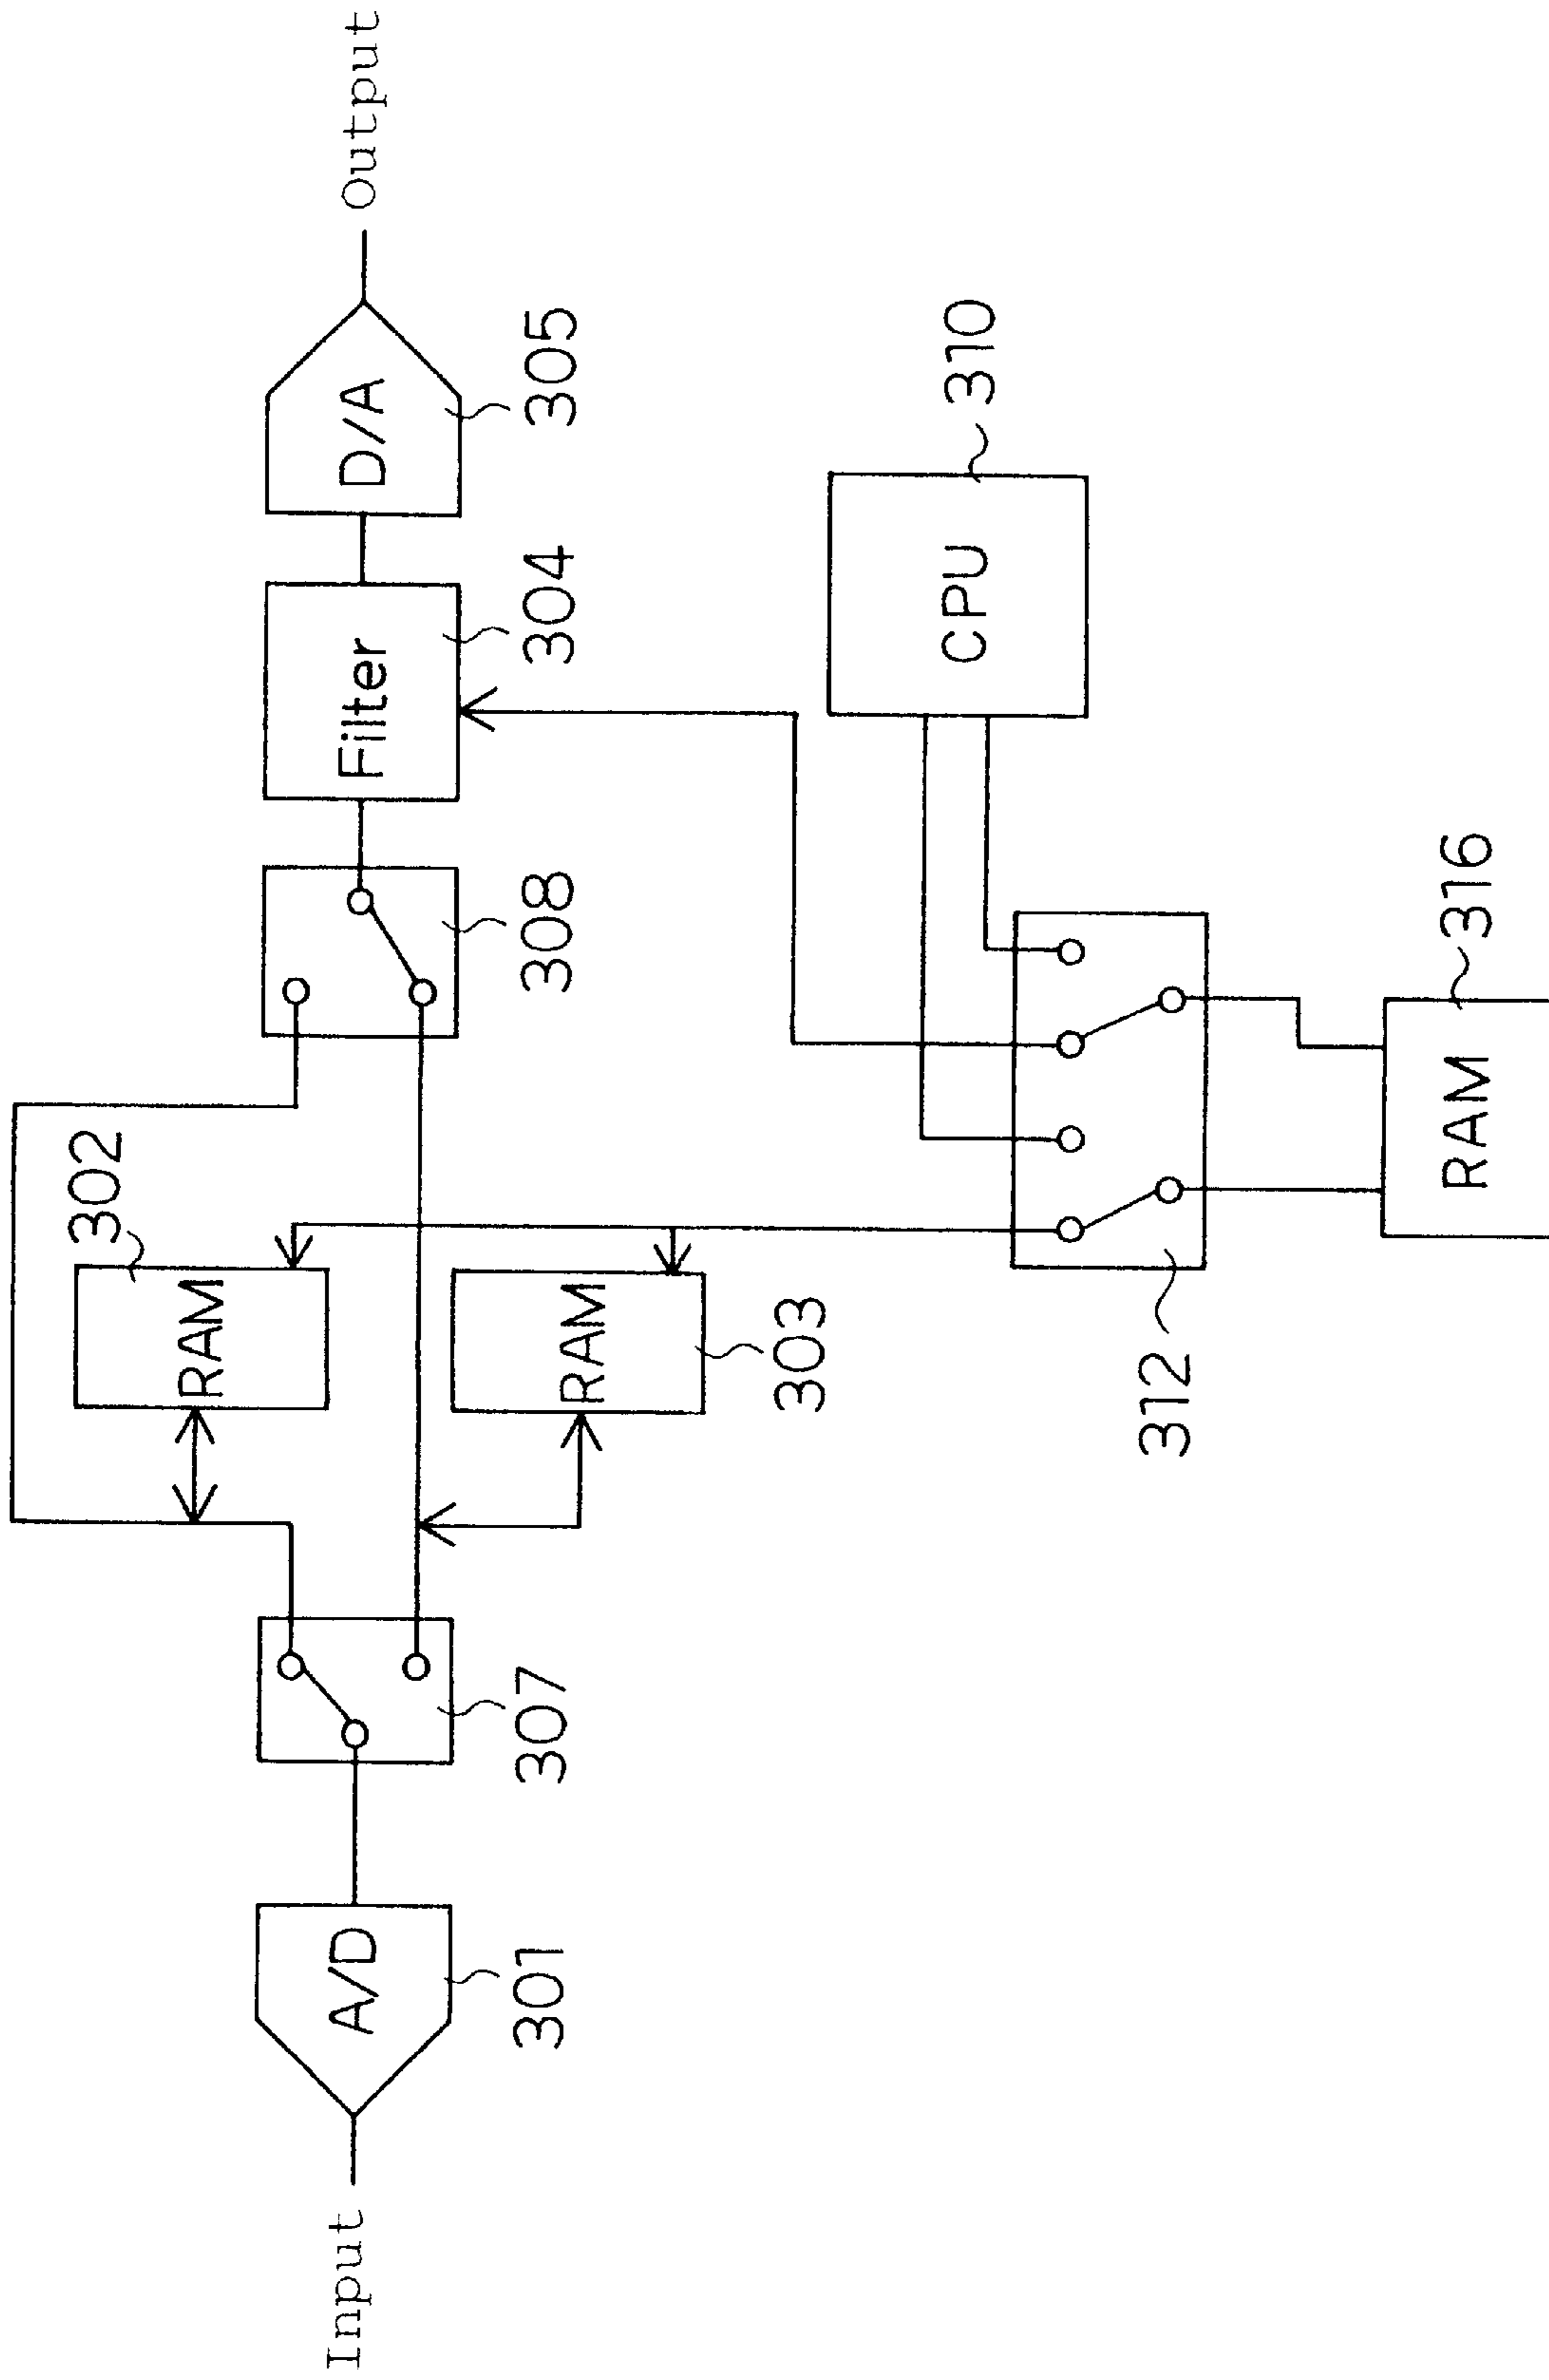 Input
A/D
301
307
RAM
302
RAM
303
308
Filter
304
D/A
305
Output
CPU
310
312
RAM
316